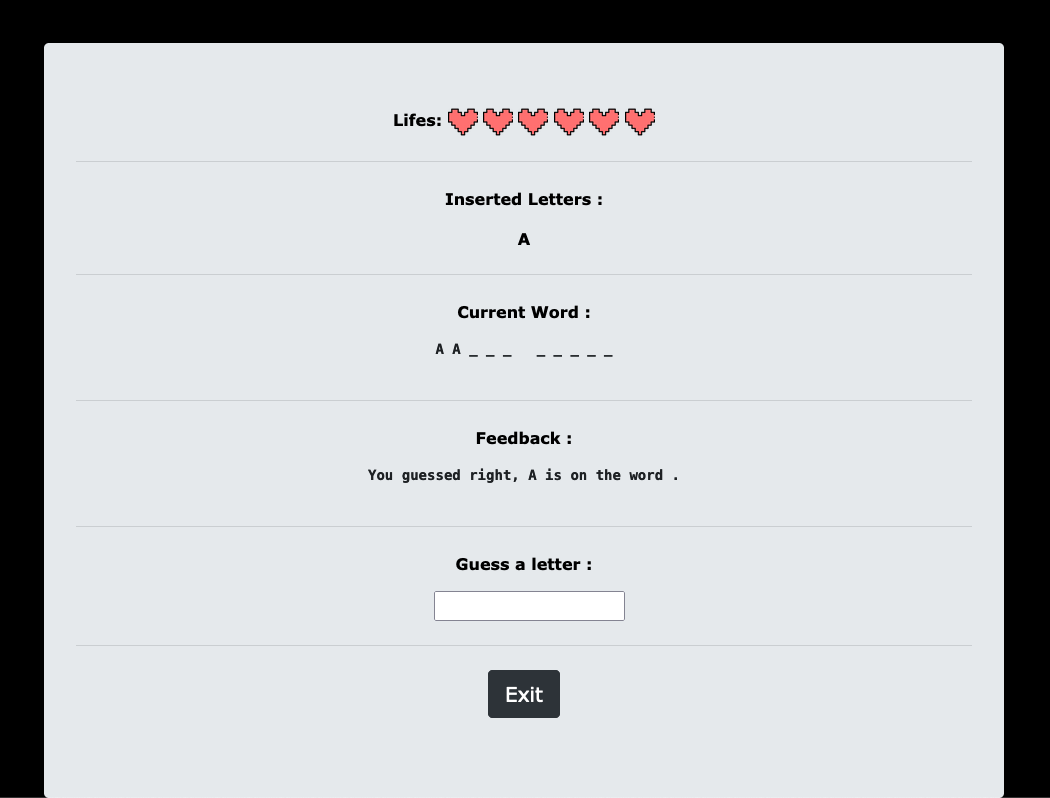 Lifes:
Inserted Letters :
A
Current Word :
A A _ _ _   _ _ _ _ _
Feedback :
You guessed right, A is on the word .
Guess a letter :
Exit